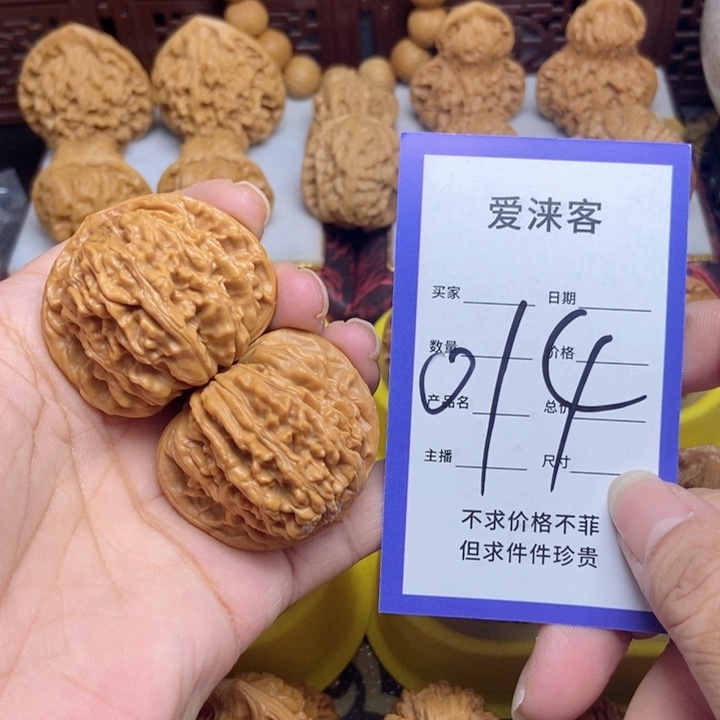 爱涞客
买家 日期
数量 价格
产品名 总价
主播 尺寸
014
不求价格不菲
但求件件珍贵